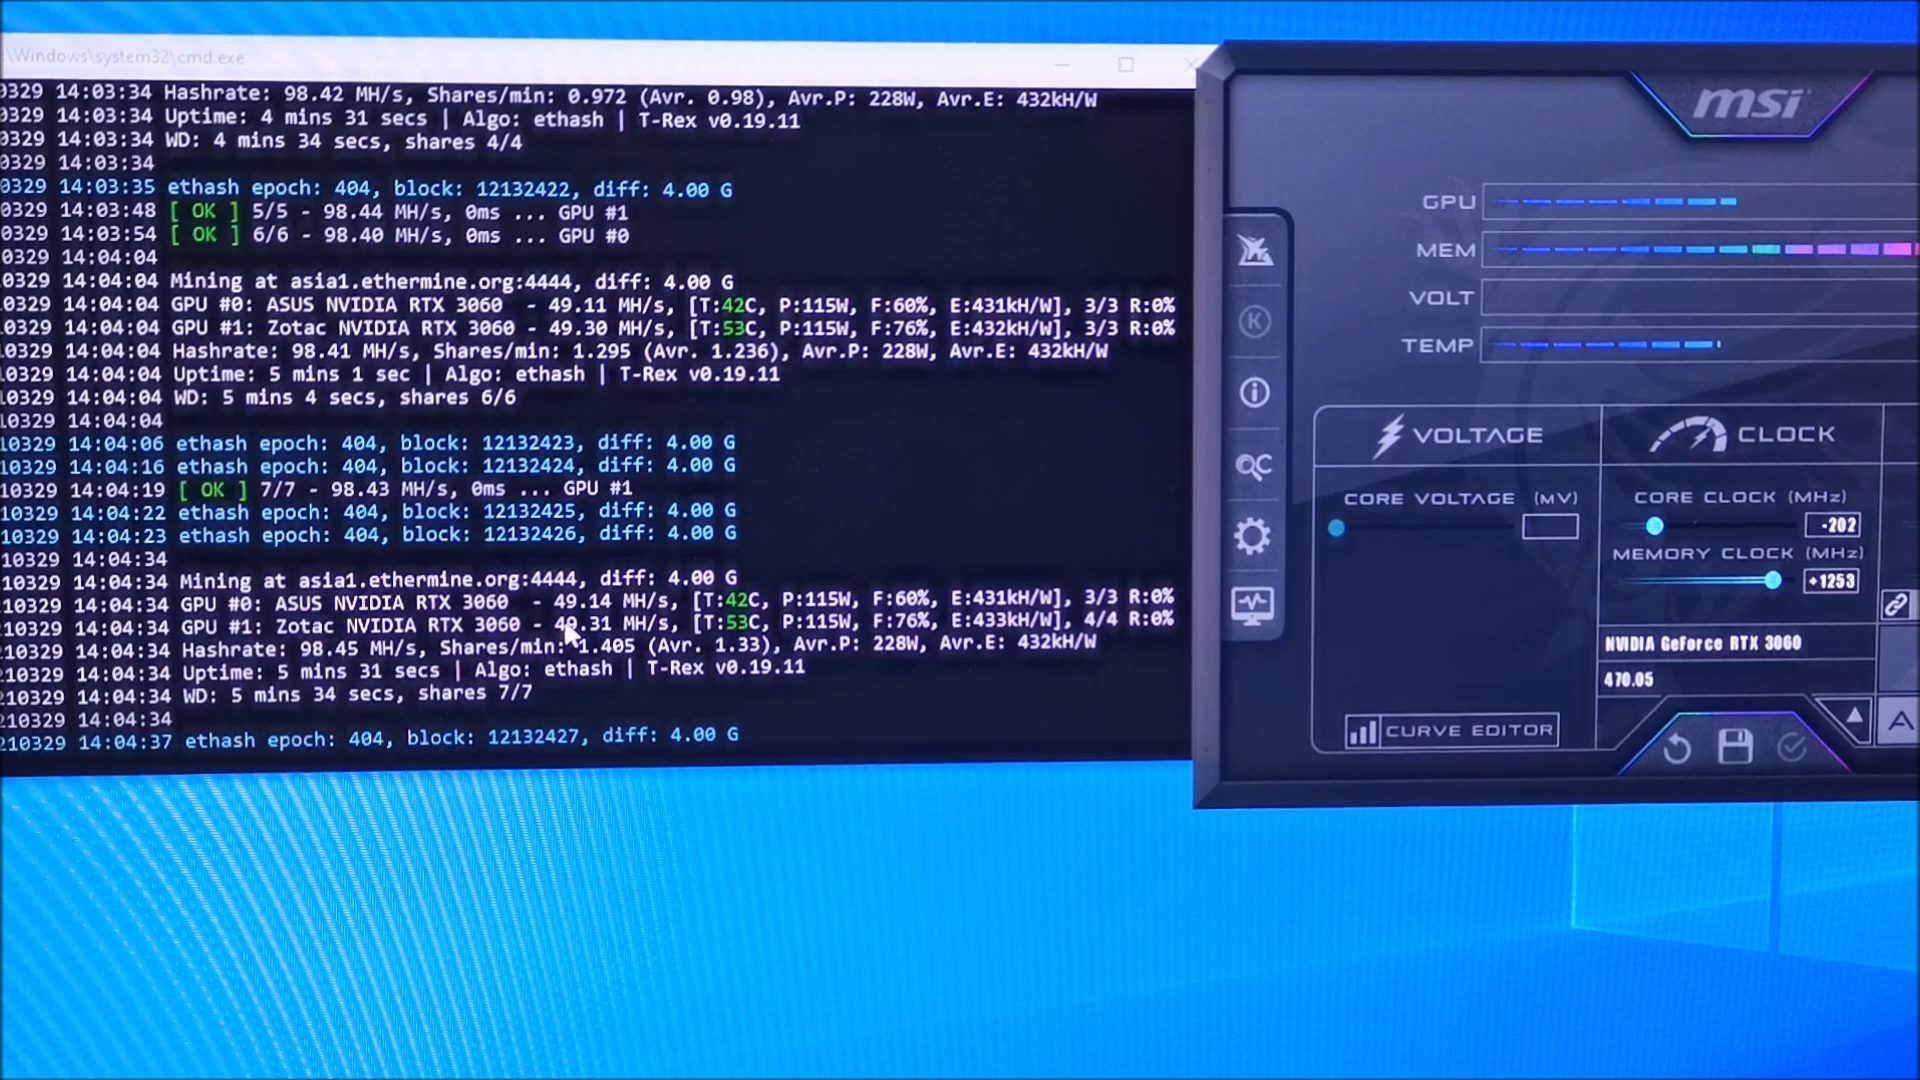 \Windows\system32\cmd.exe
0329 14:03:34 Hashrate: 98.42 MH/s, Shares/min: 0.972 (Avr. 0.98), Avr.P: 228W, Avr.E: 432kH/W
0329 14:03:34 Uptime: 4 mins 31 secs | Algo: ethash | T-Rex v0.19.11
0329 14:03:34 WD: 4 mins 34 secs, shares 4/4
0329 14:03:34
0329 14:03:35 ethash epoch: 404, block: 12132422, diff: 4.00 G
0329 14:03:48 [ OK ] 5/5 - 98.44 MH/s, 0ms ... GPU #1
0329 14:03:54 [ OK ] 6/6 - 98.40 MH/s, 0ms ... GPU #0
0329 14:04:04
0329 14:04:04 Mining at asia1.ethermine.org:4444, diff: 4.00 G
0329 14:04:04 GPU #0: ASUS NVIDIA RTX 3060 - 49.11 MH/s, [T:42C, P:115W, F:60%, E:431kH/W], 3/3 R:0%
0329 14:04:04 GPU #1: Zotac NVIDIA RTX 3060 - 49.30 MH/s, [T:53C, P:115W, F:76%, E:432kH/W], 3/3 R:0%
10329 14:04:04 Hashrate: 98.41 MH/s, Shares/min: 1.295 (Avr. 1.236), Avr.P: 228W, Avr.E: 432kH/W
10329 14:04:04 Uptime: 5 mins 1 sec | Algo: ethash | T-Rex v0.19.11
10329 14:04:04 WD: 5 mins 4 secs, shares 6/6
10329 14:04:04
10329 14:04:06 ethash epoch: 404, block: 12132423, diff: 4.00 G
10329 14:04:16 ethash epoch: 404, block: 12132424, diff: 4.00 G
10329 14:04:19 [ OK ] 7/7 - 98.43 MH/s, 0ms ... GPU #1
10329 14:04:22 ethash epoch: 404, block: 12132425, diff: 4.00 G
10329 14:04:23 ethash epoch: 404, block: 12132426, diff: 4.00 G
10329 14:04:34
10329 14:04:34 Mining at asia1.ethermine.org:4444, diff: 4.00 G
210329 14:04:34 GPU #0: ASUS NVIDIA RTX 3060 - 49.14 MH/s, [T:42C, P:115W, F:60%, E:431kH/W], 3/3 R:0%
210329 14:04:34 GPU #1: Zotac NVIDIA RTX 3060 - 49.31 MH/s, [T:53C, P:115W, F:76%, E:433kH/W], 4/4 R:0%
210329 14:04:34 Hashrate: 98.45 MH/s, Shares/min: 1.405 (Avr. 1.33), Avr.P: 228W, Avr.E: 432kH/W
210329 14:04:34 Uptime: 5 mins 31 secs | Algo: ethash | T-Rex v0.19.11
210329 14:04:34 WD: 5 mins 34 secs, shares 7/7
210329 14:04:34
210329 14:04:37 ethash epoch: 404, block: 12132427, diff: 4.00 G
msi
GPU
MEM
VOLT
TEMP
K
OC
VOLTAGE
CORE VOLTAGE (MV)
CURVE EDITOR
CLOCK
CORE CLOCK (MHz)
-202
MEMORY CLOCK (MHz)
+1253
NVIDIA GeForce RTX 3060
470.05
A